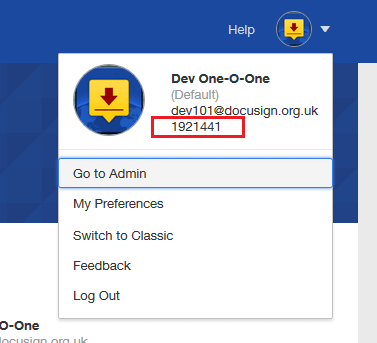 Help
Dev One-O-One
(Default)
dev101@docusign.org.uk
1921441
Go to Admin
My Preferences
Switch to Classic
Feedback
Log Out
O-One
docusign.org.uk